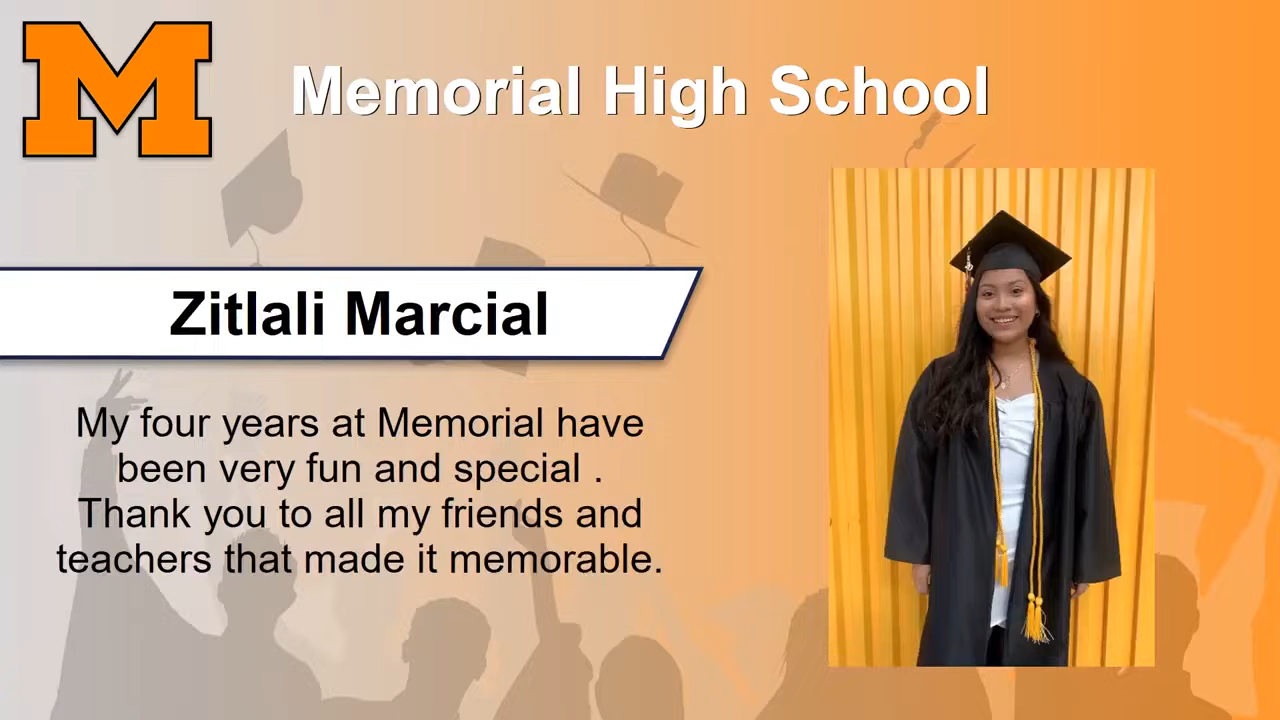 M
Memorial High School
Zitlali Marcial
My four years at Memorial have
been very fun and special .
Thank you to all my friends and
teachers that made it memorable.